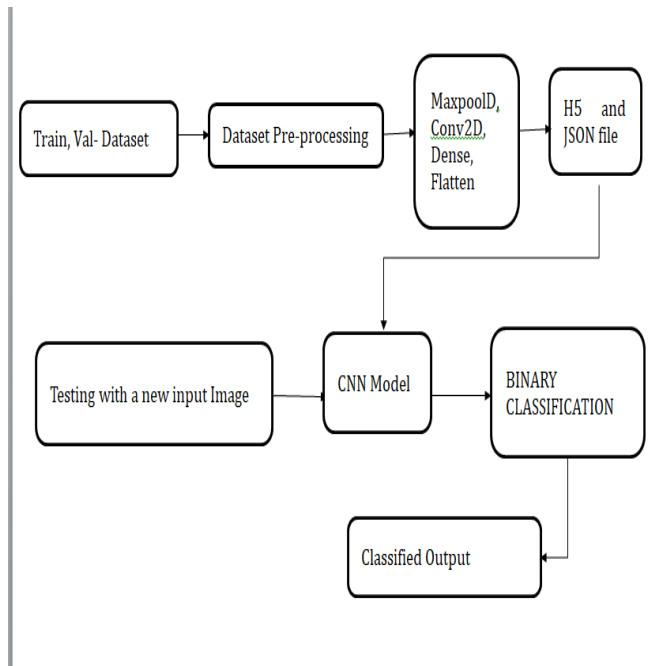 Train, Val- Dataset
Dataset Pre-processing
MaxpoolD,
Conv2D,
Dense,
Flatten
H5 and
JSON file
Testing with a new input Image
CNN Model
BINARY
CLASSIFICATION
Classified Output